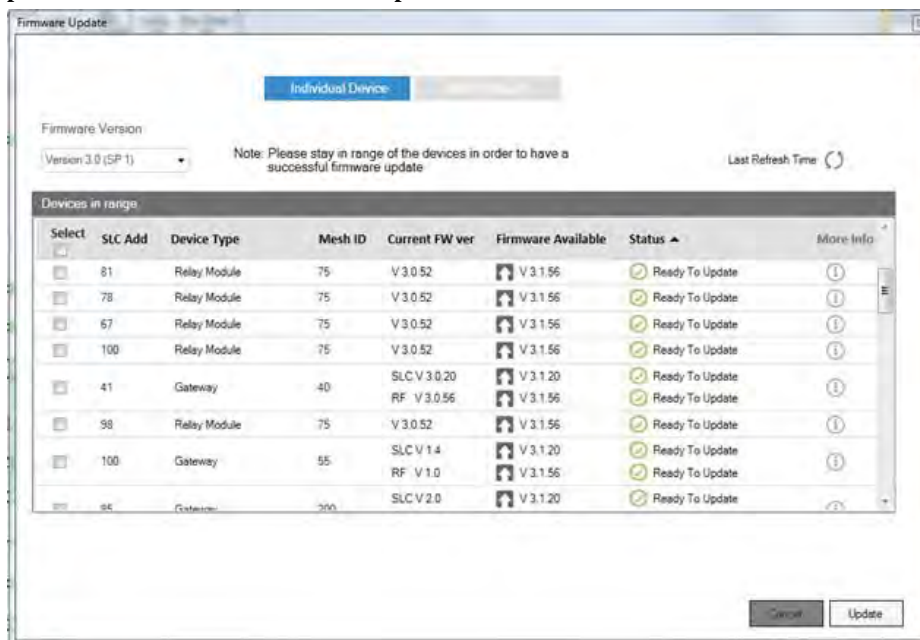 Firmware Update
Individual Device
Firmware Version
Version 3.0 (SP 1)
Note: Please stay in range of the devices in order to have a
successful firmware update
Last Refresh Time
Devices in range
Select SLC Add Device Type Mesh ID Current FW ver Firmware Available Status More Info
81 Relay Module 75 V 3.0.52 V 3.1.56 Ready To Update
78 Relay Module 75 V 3.0.52 V 3.1.56 Ready To Update
67 Relay Module 75 V 3.0.52 V 3.1.56 Ready To Update
100 Relay Module 75 V 3.0.52 V 3.1.56 Ready To Update
41 Gateway 40 SLC V 3.0.20 V 3.1.20 Ready To Update
RF V 3.0.56 V 3.1.56 Ready To Update
98 Relay Module 75 V 3.0.52 V 3.1.56 Ready To Update
100 Gateway 55 SLC V 1.4 V 3.1.20 Ready To Update
RF V 1.0 V 3.1.56 Ready To Update
95 Gateway 200 SLC V 2.0 V 3.1.20 Ready To Update
Cancel Update